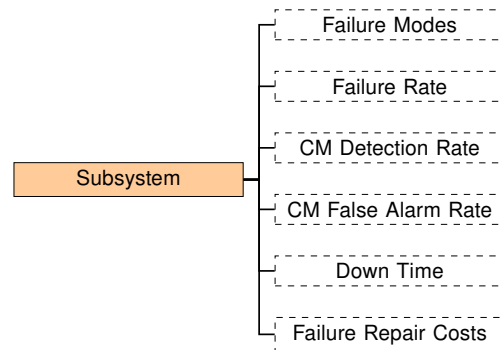 Failure Modes
Failure Rate
CM Detection Rate
Subsystem
CM False Alarm Rate
Down Time
Failure Repair Costs